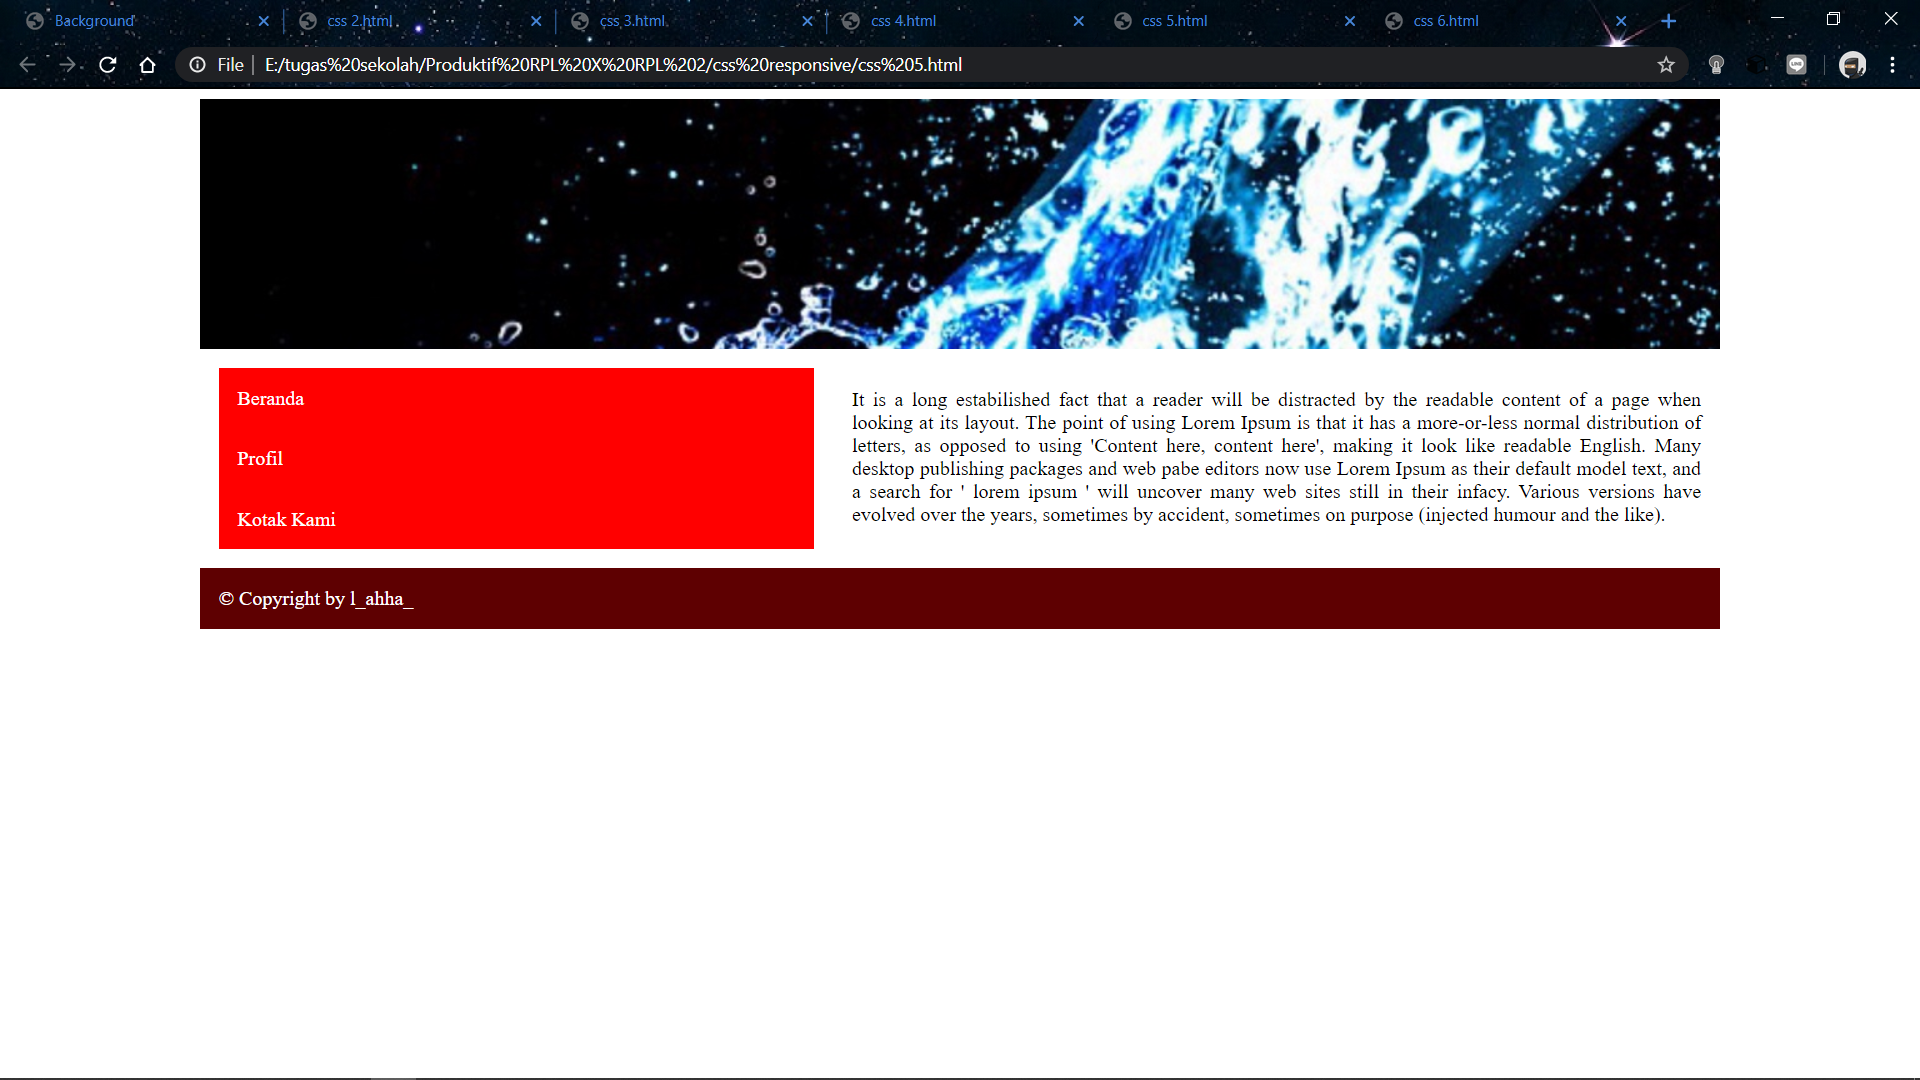 Background
css 2.html
css 3.html
css 4.html
css 5.html
css 6.html
File | E:/tugas%20sekolah/Produktif%20RPL%20X%20RPL%202/css%20responsive/css%205.html
Beranda
Profil
Kotak Kami
It is a long estabilished fact that a reader will be distracted by the readable content of a page when
looking at its layout. The point of using Lorem Ipsum is that it has a more-or-less normal distribution of
letters, as opposed to using 'Content here, content here', making it look like readable English. Many
desktop publishing packages and web pabe editors now use Lorem Ipsum as their default model text, and
a search for ' lorem ipsum ' will uncover many web sites still in their infacy. Various versions have
evolved over the years, sometimes by accident, sometimes on purpose (injected humour and the like).
© Copyright by l_ahha_